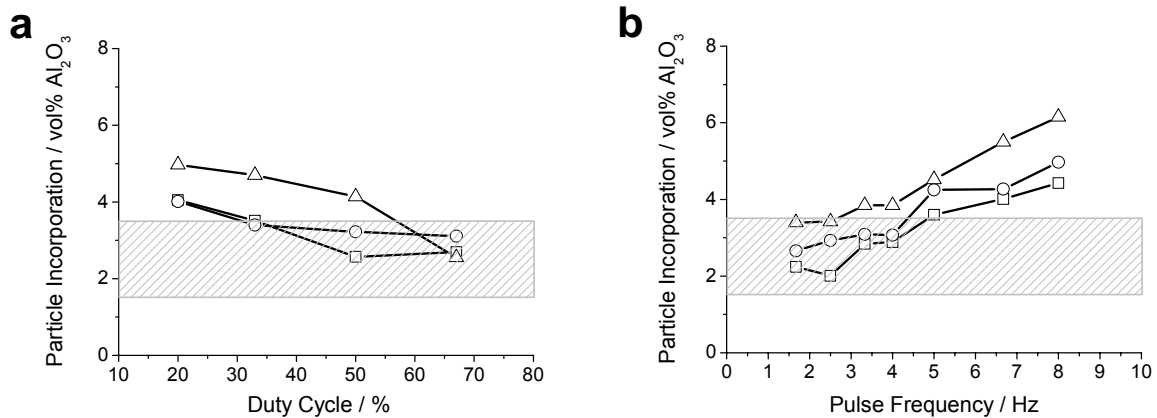 a
Particle Incorporation / vol% Al₂O₃
8
6
4
2
0
10 20 30 40 50 60 70 80
Duty Cycle / %
b
Particle Incorporation / vol% Al₂O₃
8
6
4
2
0
0 1 2 3 4 5 6 7 8 9 10
Pulse Frequency / Hz